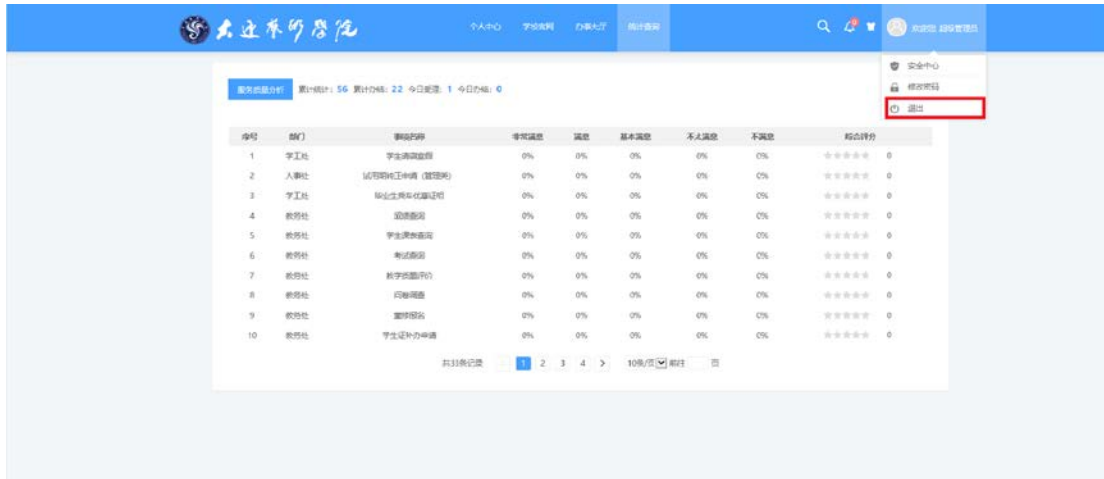 大连艺术学院 个人中心 学校官网 办事大厅 统计查询 欢迎您 超级管理员
安全中心
修改密码
退出
服务质量分析 累计统计：56 累计办结：22 今日受理：1 今日办结：0
序号 部门 事项名称 非常满意 满意 基本满意 不太满意 不满意 综合评分
1 学工处 学生请销假 0% 0% 0% 0% 0% 0
2 人事处 试用期转正申请（管理类） 0% 0% 0% 0% 0% 0
3 学工处 毕业生乘车优惠证明 0% 0% 0% 0% 0% 0
4 教务处 成绩查询 0% 0% 0% 0% 0% 0
5 教务处 学生课表查询 0% 0% 0% 0% 0% 0
6 教务处 考试查询 0% 0% 0% 0% 0% 0
7 教务处 教学质量评价 0% 0% 0% 0% 0% 0
8 教务处 问卷调查 0% 0% 0% 0% 0% 0
9 教务处 重修报名 0% 0% 0% 0% 0% 0
10 教务处 学生证补办申请 0% 0% 0% 0% 0% 0
共33条记录 1 2 3 4 > 10条/页 前往 页